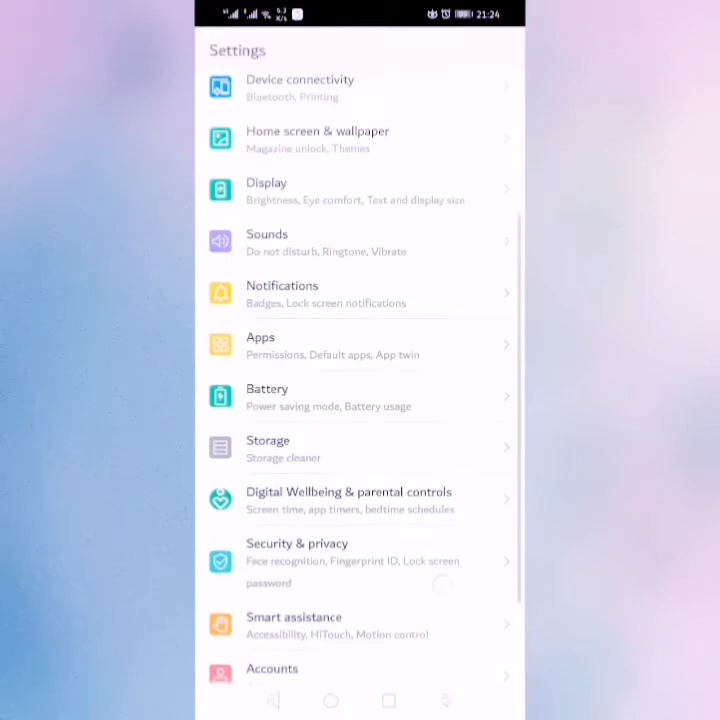 6.2
K/s
21:24
Settings
Device connectivity
Bluetooth, Printing
Home screen & wallpaper
Magazine unlock, Themes
Display
Brightness, Eye comfort, Text and display size
Sounds
Do not disturb, Ringtone, Vibrate
Notifications
Badges, Lock screen notifications
Apps
Permissions, Default apps, App twin
Battery
Power saving mode, Battery usage
Storage
Storage cleaner
Digital Wellbeing & parental controls
Screen time, app timers, bedtime schedules
Security & privacy
Face recognition, Fingerprint ID, Lock screen
password
Smart assistance
Accessibility, HiTouch, Motion control
Accounts